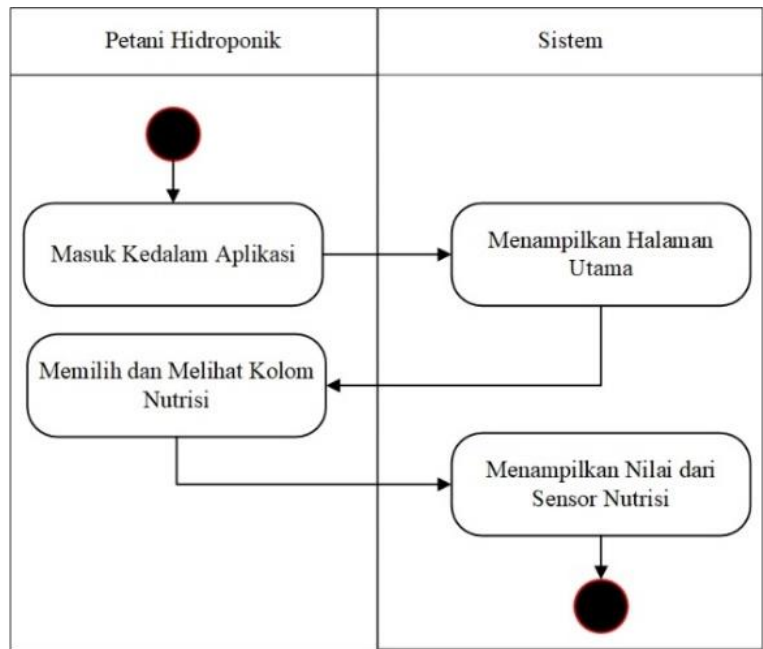 Petani Hidroponik
Sistem
Masuk Kedalam Aplikasi
Menampilkan Halaman
Utama
Memilih dan Melihat Kolom
Nutrisi
Menampilkan Nilai dari
Sensor Nutrisi